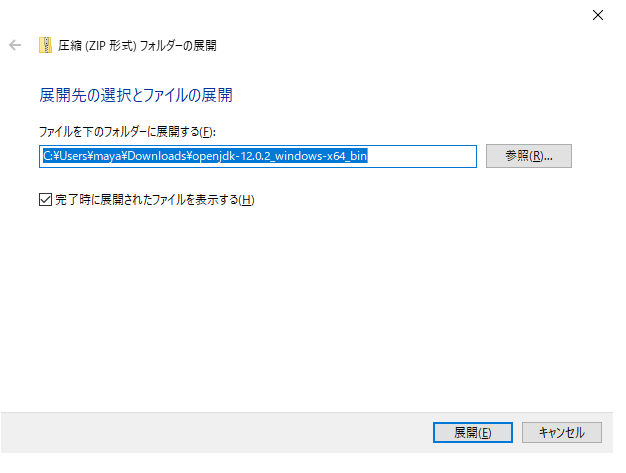 圧縮 (ZIP 形式) フォルダーの展開
展開先の選択とファイルの展開
ファイルを下のフォルダーに展開する(F):
C:¥Users¥maya¥Downloads¥openjdk-12.0.2_windows-x64_bin
参照(R)...
完了時に展開されたファイルを表示する(H)
展開(E)
キャンセル